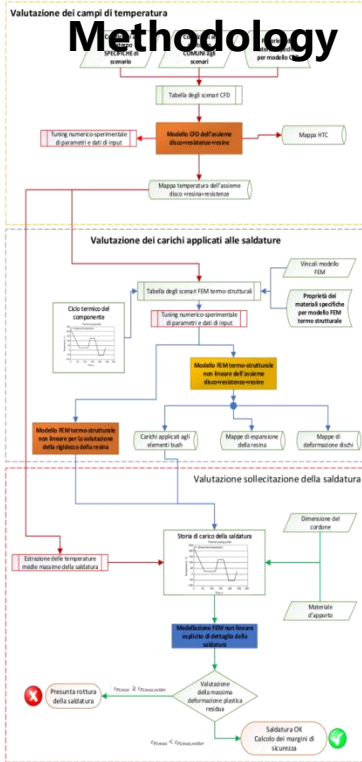 Valutazione dei campi di temperatura
Methodology
SPECIFICHE di
scenario
COMUNI agli
scenari
per modello
Tabella degli scenari CFD
Tuning numerico-sperimentale
di parametri e dati di input
Modello CFD dell'assieme
disco+resistenze+resine
Mappa HTC
Mappa temperatura dell'assieme
disco +resina+resistenze
Valutazione dei carichi applicati alle saldature
Vincoli modello
FEM
Tabella degli scenari FEM termo-strutturali
Ciclo termico del
componente
Tuning numerico-sperimentale
di parametri e dati di input
Proprietà dei
materiali specifiche
per modello FEM
termo strutturale
Modello FEM termo-strutturale
non lineare dell'assieme
disco+resistenze+resine
Modello FEM termo-strutturale
non lineare per la valutazione
della rigidezza della resina
Carichi applicati agli
elementi bush
Mappe di espansione
della resina
Mappe di
deformazione dischi
Valutazione sollecitazione della saldatura
Storia di carico della saldatura
Dimensione del
cordone
Estrazione delle temperature
medie massime della saldatura
Materiale
d'apporto
Modellazione FEM non lineare
esplicito di dettaglio della
saldatura
Valutazione
della massima
deformazione plastica
residue
Presunta rottura
della saldatura
Saldatura OK
Calcolo dei margini di
sicurezza